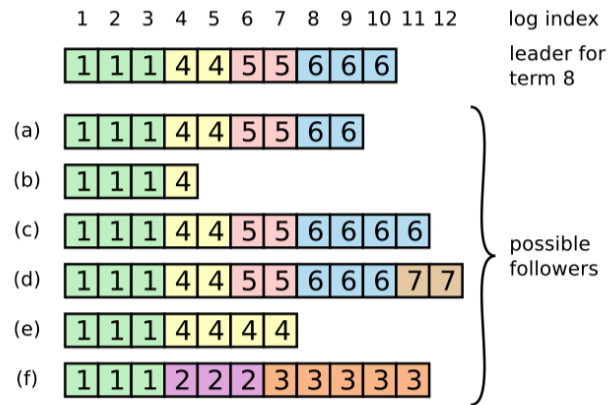 1 2 3 4 5 6 7 8 9 10 11 12 log index
1 1 1 4 4 5 5 6 6 6 leader for
term 8
(a) 1 1 1 4 4 5 5 6 6
(b) 1 1 1 4
(c) 1 1 1 4 4 5 5 6 6 6 6
possible
followers
(d) 1 1 1 4 4 5 5 6 6 6 7 7
(e) 1 1 1 4 4 4 4
(f) 1 1 1 2 2 2 3 3 3 3 3